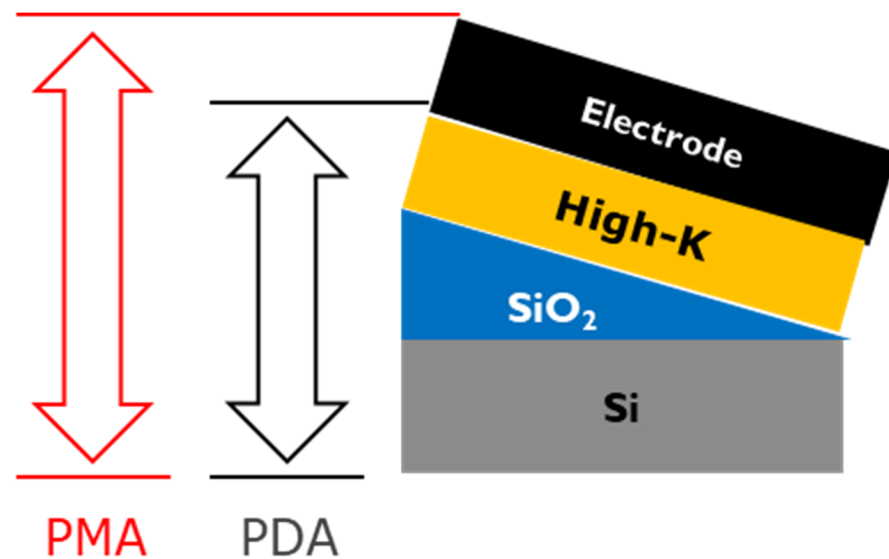 Electrode
High-K
SiO₂
Si
PMA PDA